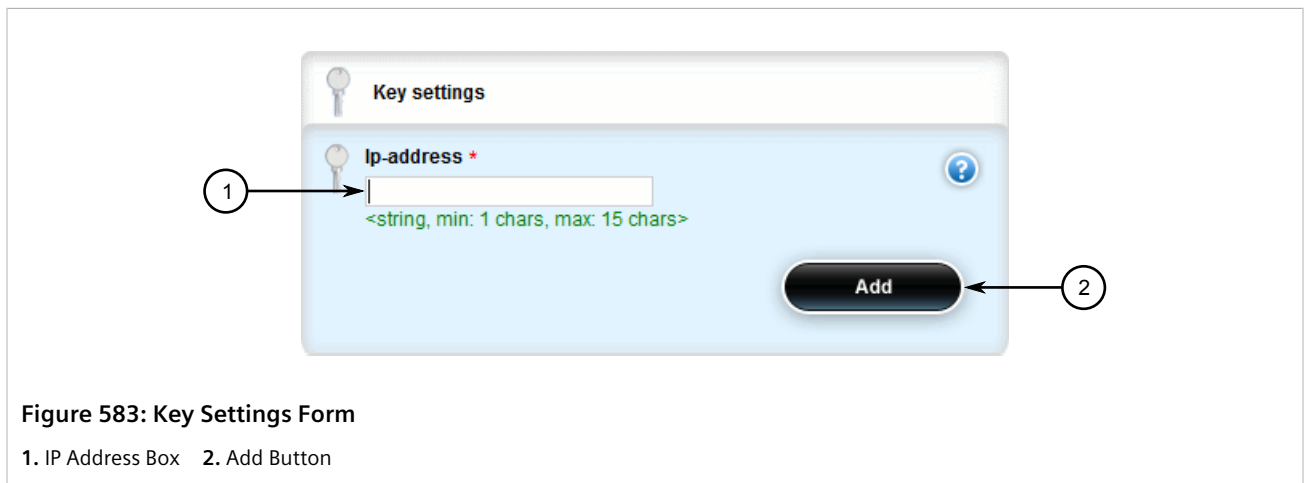 Key settings
Ip-address *
?
1
<string, min: 1 chars, max: 15 chars>
Add
2
Figure 583: Key Settings Form
1. IP Address Box 2. Add Button